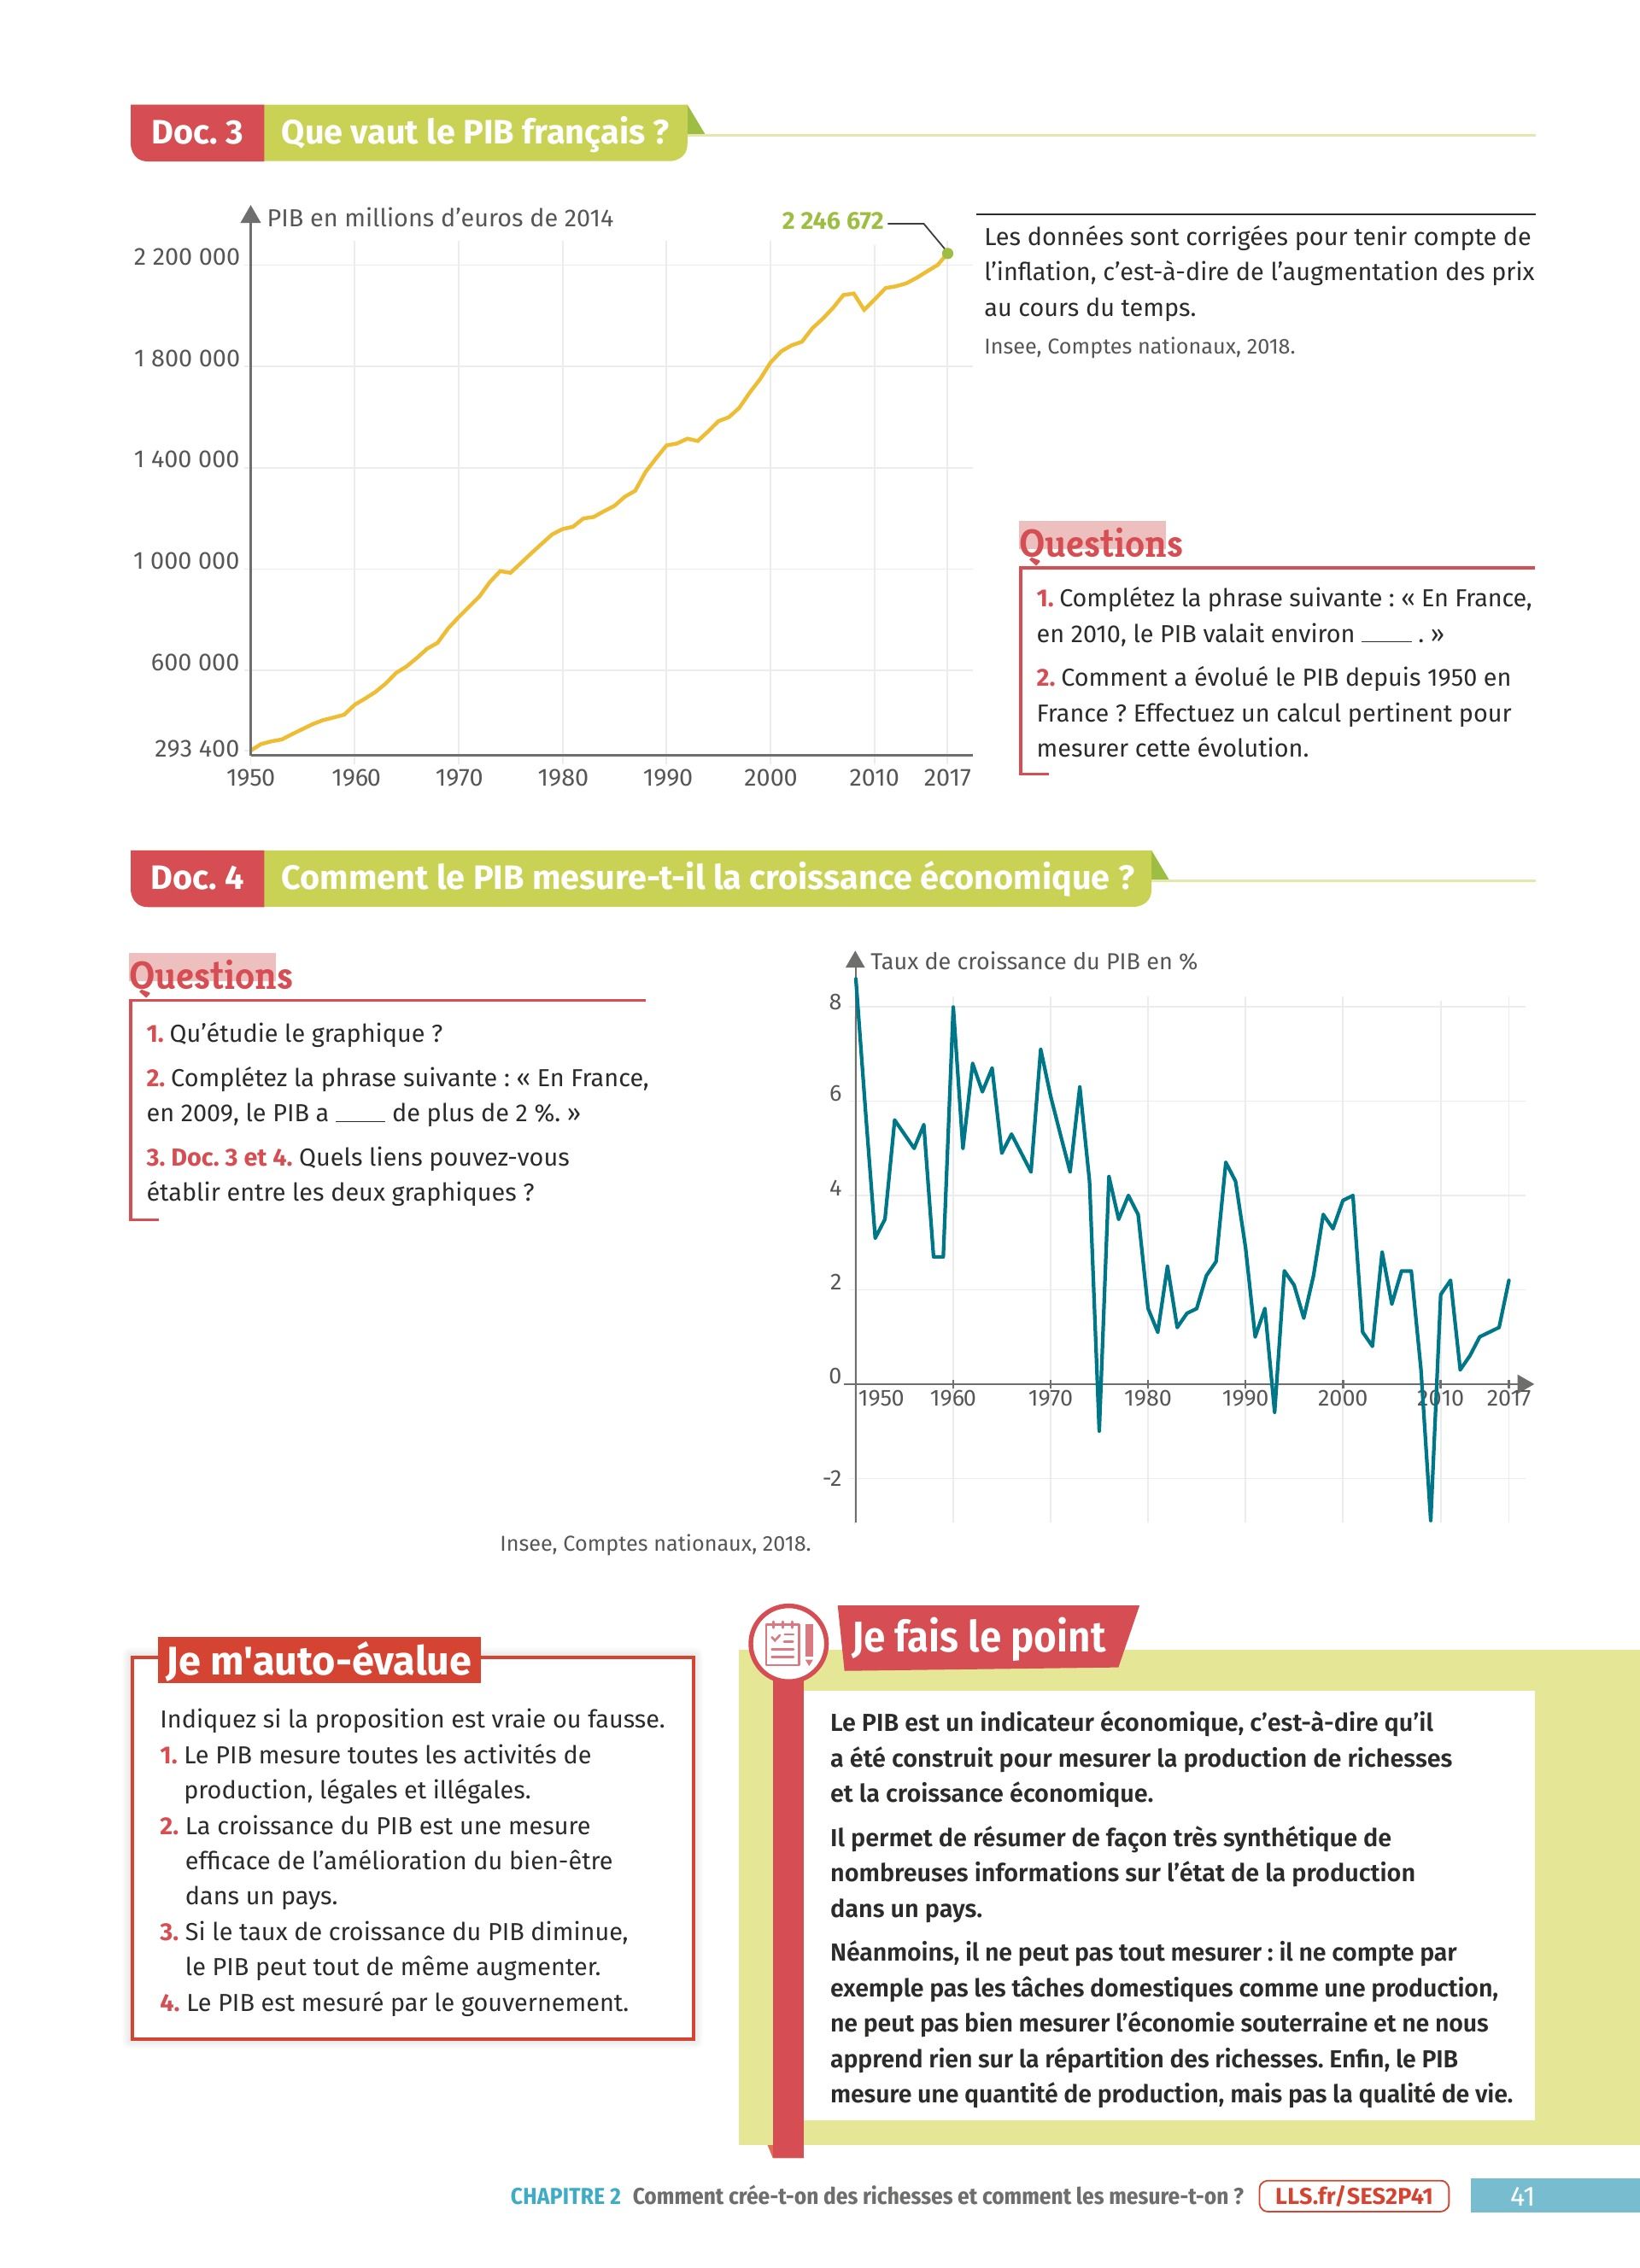 Doc. 3 Que vaut le PIB français ?
PIB en millions d’euros de 2014
2 246 672
2 200 000
1 800 000
1 400 000
1 000 000
600 000
293 400
1950 1960 1970 1980 1990 2000 2010 2017
Les données sont corrigées pour tenir compte de
l’inflation, c’est-à-dire de l’augmentation des prix
au cours du temps.
Insee, Comptes nationaux, 2018.
Questions
1. Complétez la phrase suivante : « En France,
en 2010, le PIB valait environ ____ . »
2. Comment a évolué le PIB depuis 1950 en
France ? Effectuez un calcul pertinent pour
mesurer cette évolution.
Doc. 4 Comment le PIB mesure-t-il la croissance économique ?
Questions
1. Qu’étudie le graphique ?
2. Complétez la phrase suivante : « En France,
en 2009, le PIB a ____ de plus de 2 %. »
3. Doc. 3 et 4. Quels liens pouvez-vous
établir entre les deux graphiques ?
Taux de croissance du PIB en %
8
6
4
2
0
1950 1960 1970 1980 1990 2000 2010 2017
-2
Insee, Comptes nationaux, 2018.
Je m'auto-évalue
Indiquez si la proposition est vraie ou fausse.
1. Le PIB mesure toutes les activités de
production, légales et illégales.
2. La croissance du PIB est une mesure
efficace de l’amélioration du bien-être
dans un pays.
3. Si le taux de croissance du PIB diminue,
le PIB peut tout de même augmenter.
4. Le PIB est mesuré par le gouvernement.
Je fais le point
Le PIB est un indicateur économique, c’est-à-dire qu’il
a été construit pour mesurer la production de richesses
et la croissance économique.
Il permet de résumer de façon très synthétique de
nombreuses informations sur l’état de la production
dans un pays.
Néanmoins, il ne peut pas tout mesurer : il ne compte par
exemple pas les tâches domestiques comme une production,
ne peut pas bien mesurer l’économie souterraine et ne nous
apprend rien sur la répartition des richesses. Enfin, le PIB
mesure une quantité de production, mais pas la qualité de vie.
CHAPITRE 2 Comment crée-t-on des richesses et comment les mesure-t-on ? LLS.fr/SES2P41 41